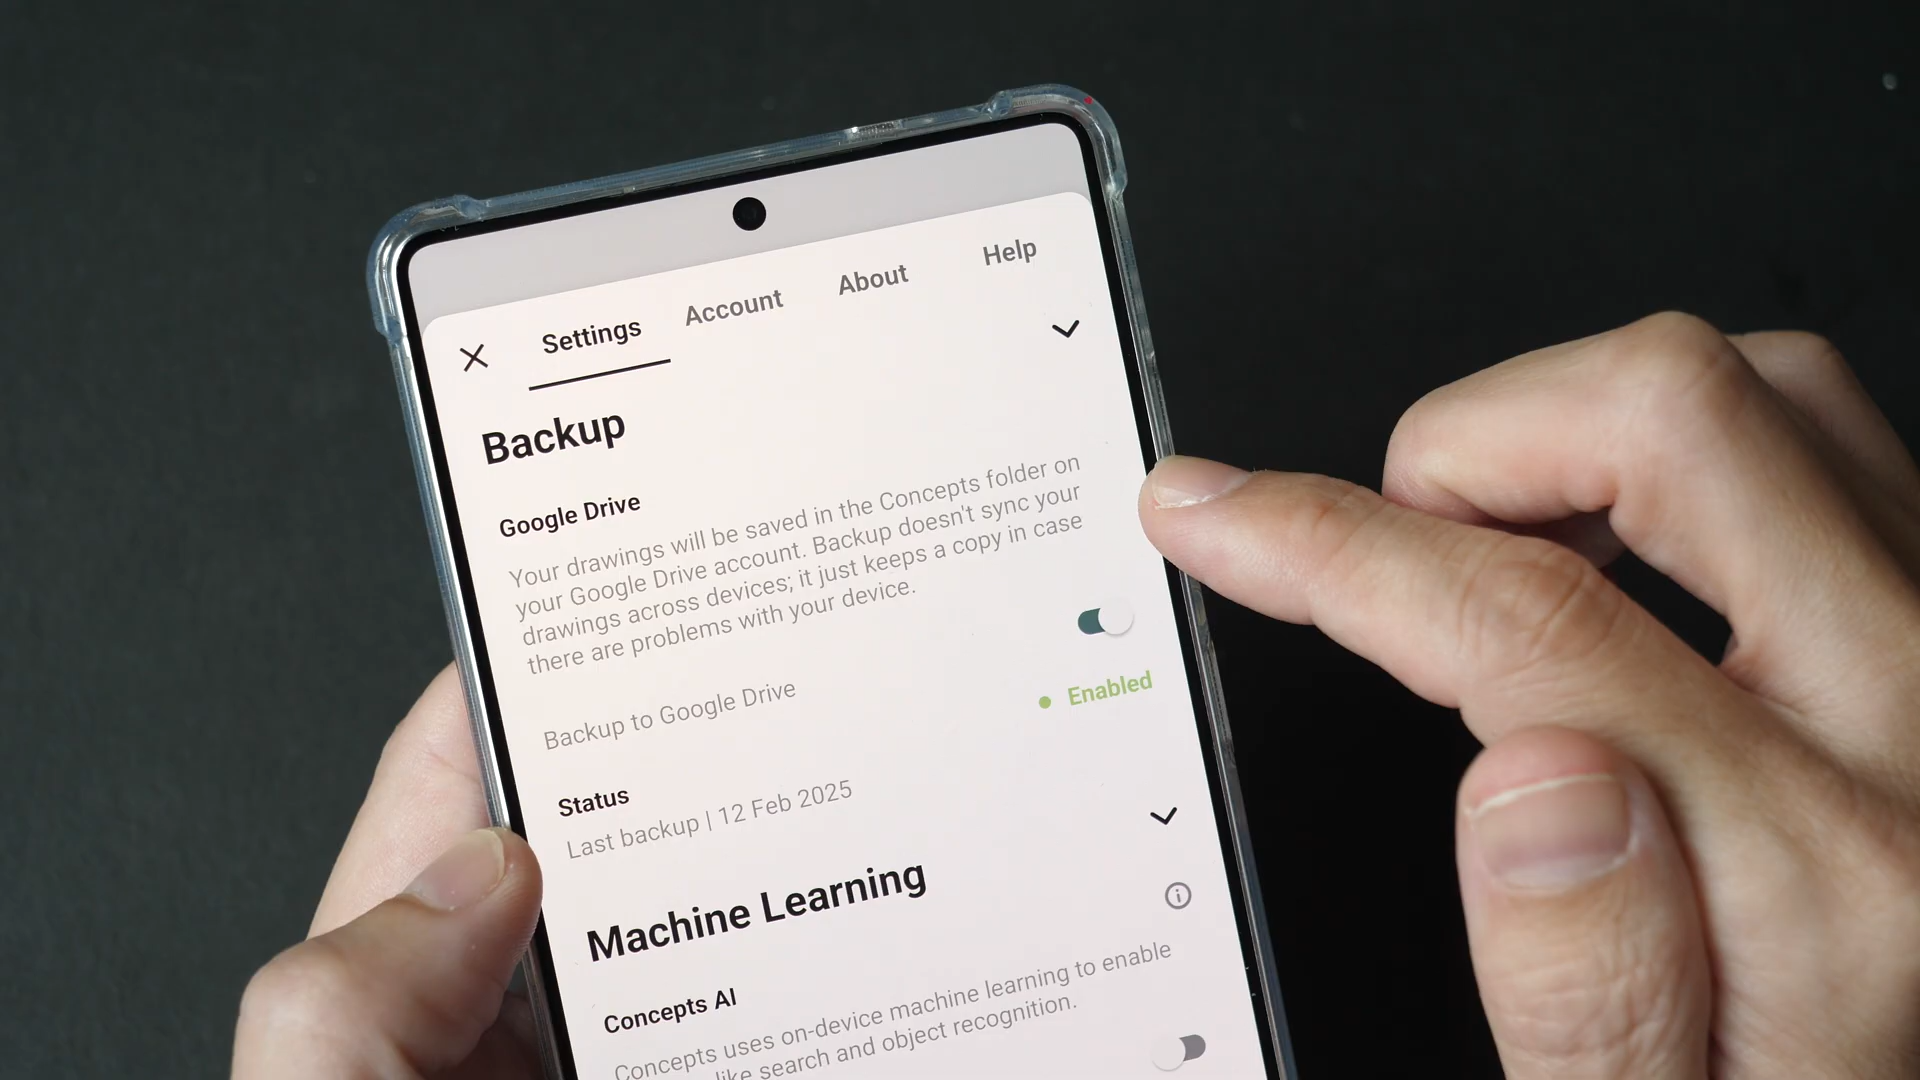 Settings
Account
About
Help
Backup
Google Drive
Your drawings will be saved in the Concepts folder on
your Google Drive account. Backup doesn't sync your
drawings across devices; it just keeps a copy in case
there are problems with your device.
Backup to Google Drive
Enabled
Status
Last backup | 12 Feb 2025
Machine Learning
Concepts AI
Concepts uses on-device machine learning to enable
like search and object recognition.